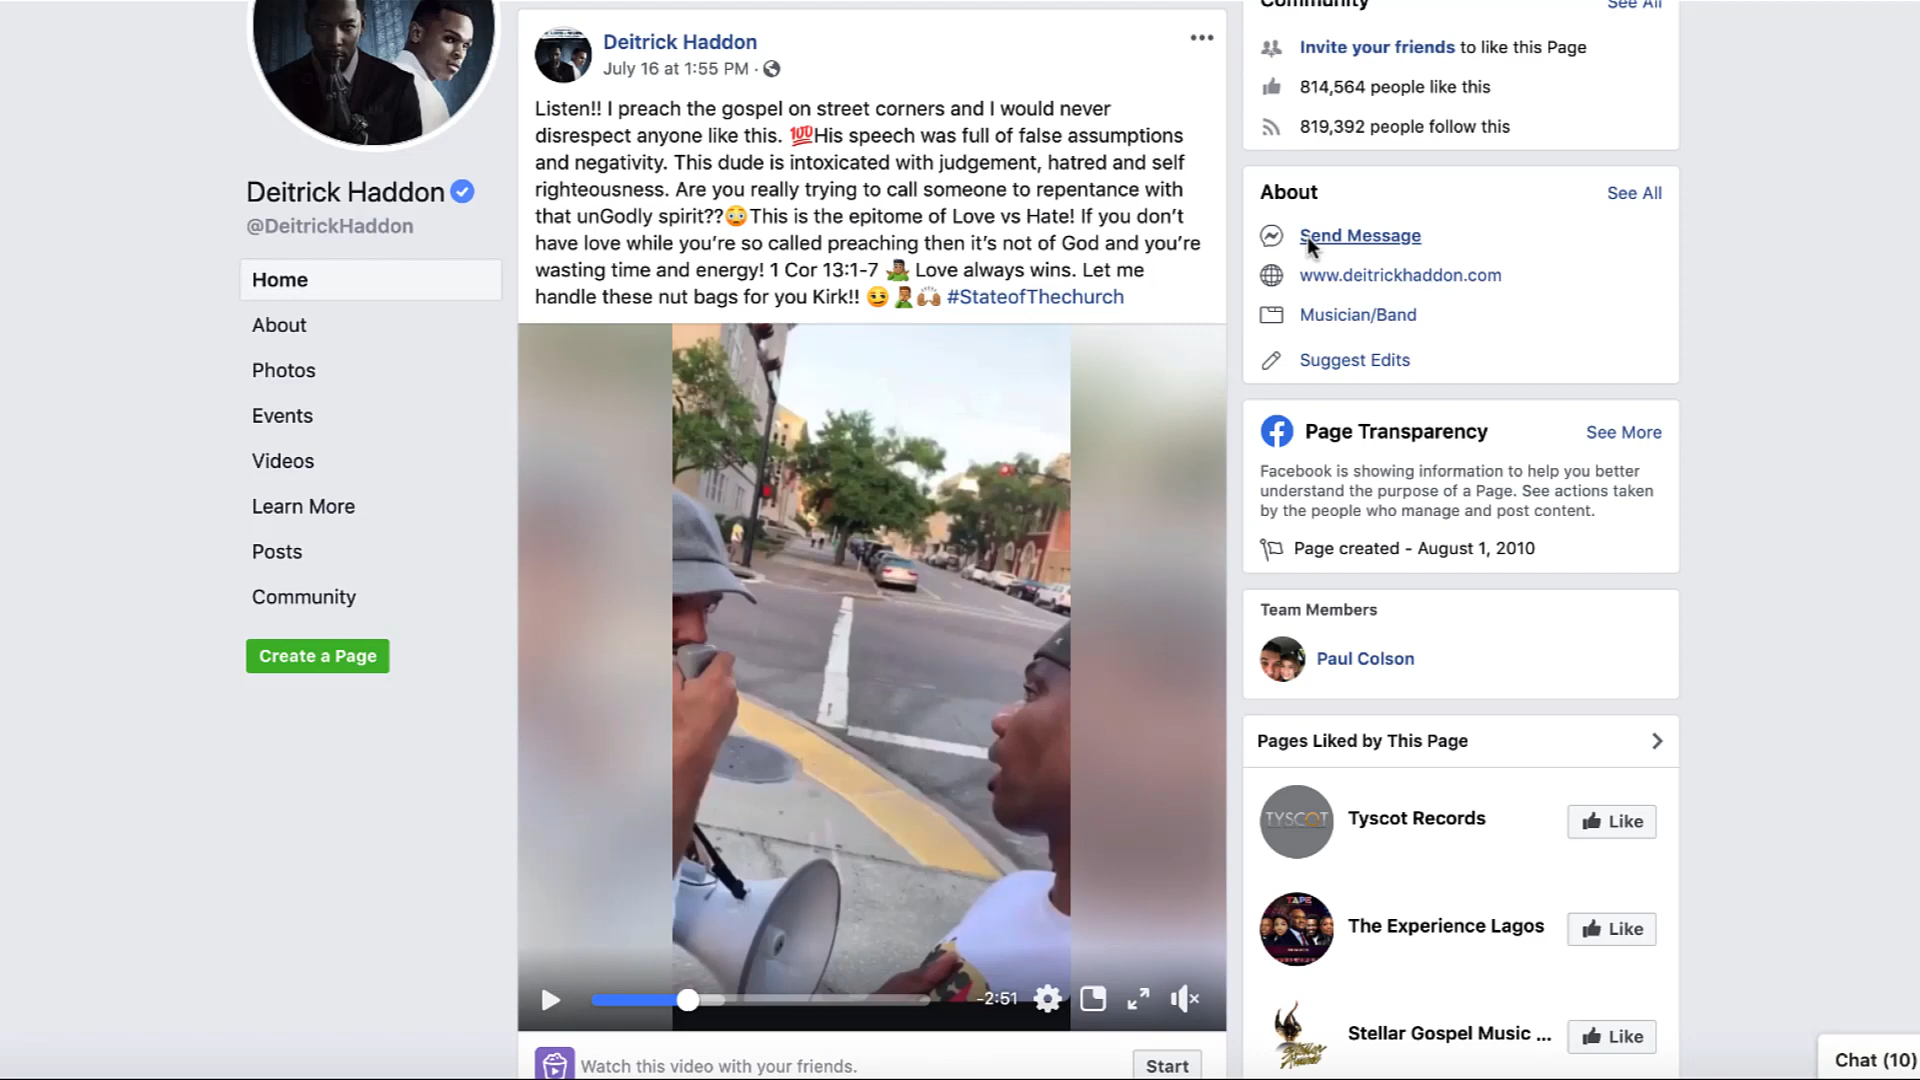 Deitrick Haddon
@DeitrickHaddon
Home
About
Photos
Events
Videos
Learn More
Posts
Community
Create a Page
Deitrick Haddon
July 16 at 1:55 PM ·
Listen!! I preach the gospel on street corners and I would never
disrespect anyone like this. 💯His speech was full of false assumptions
and negativity. This dude is intoxicated with judgement, hatred and self
righteousness. Are you really trying to call someone to repentance with
that unGodly spirit??😳This is the epitome of Love vs Hate! If you don't
have love while you're so called preaching then it's not of God and you're
wasting time and energy! 1 Cor 13:1-7 🤷🏽‍♂️ Love always wins. Let me
handle these nut bags for you Kirk!! 🥴🤦🏽‍♂️🙌🏽 #StateofThechurch
-2:51
Watch this video with your friends.
Start
Community
See All
Invite your friends to like this Page
814,564 people like this
819,392 people follow this
About
See All
Send Message
www.deitrickhaddon.com
Musician/Band
Suggest Edits
Page Transparency
See More
Facebook is showing information to help you better
understand the purpose of a Page. See actions taken
by the people who manage and post content.
Page created - August 1, 2010
Team Members
Paul Colson
Pages Liked by This Page
TYSCOT
Tyscot Records
Like
TAPE
The Experience Lagos
Like
Stellar Gospel Music ...
Like
Chat (10)